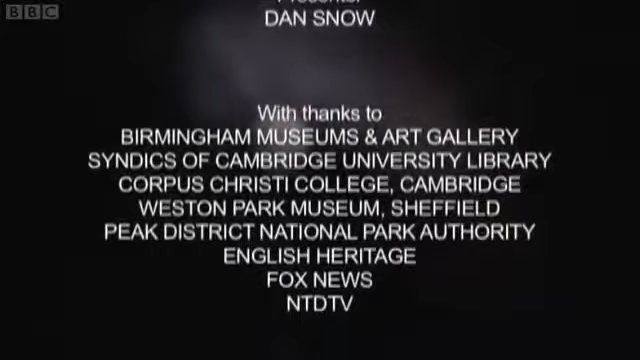 BBC
Presenter
DAN SNOW
With thanks to
BIRMINGHAM MUSEUMS & ART GALLERY
SYNDICS OF CAMBRIDGE UNIVERSITY LIBRARY
CORPUS CHRISTI COLLEGE, CAMBRIDGE
WESTON PARK MUSEUM, SHEFFIELD
PEAK DISTRICT NATIONAL PARK AUTHORITY
ENGLISH HERITAGE
FOX NEWS
NTDTV